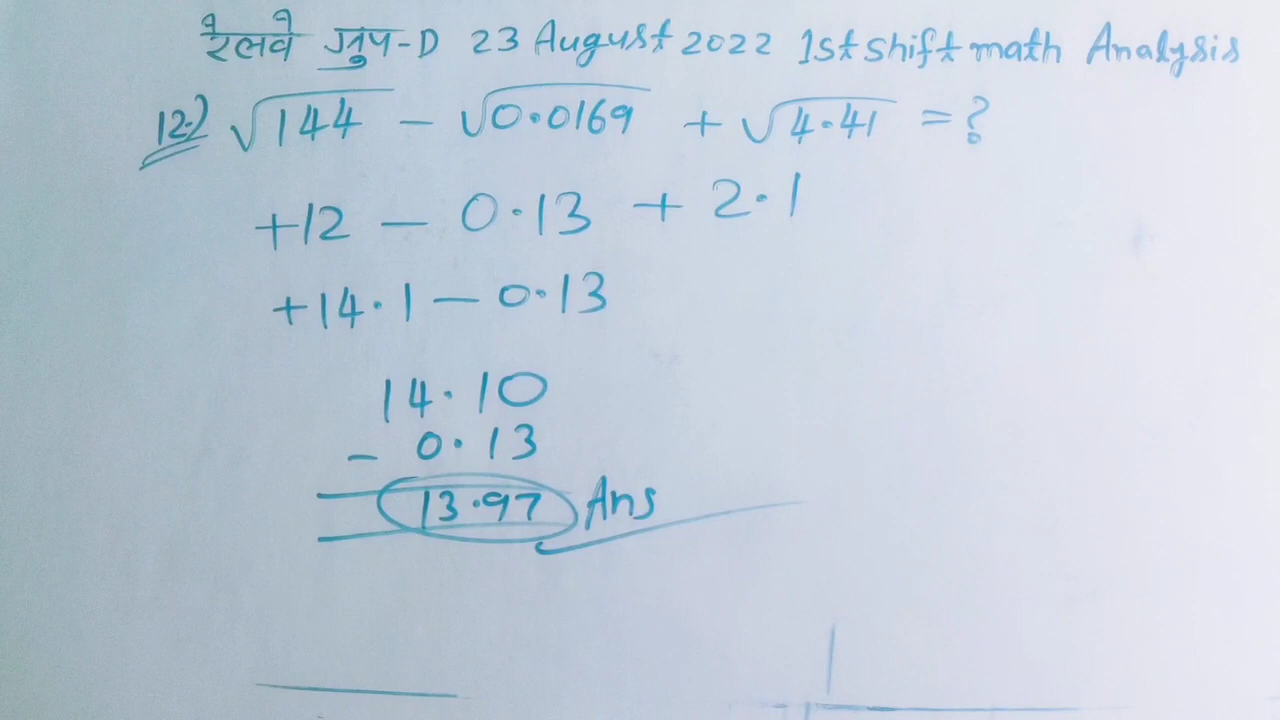 रेलवे ग्रुप-D 23 August 2022 1st shift math Analysis
12.) √144 - √0.0169 + √4.41 = ?
+12 - 0.13 + 2.1
+14.1 - 0.13
14.10
- 0.13
13.97 Ans